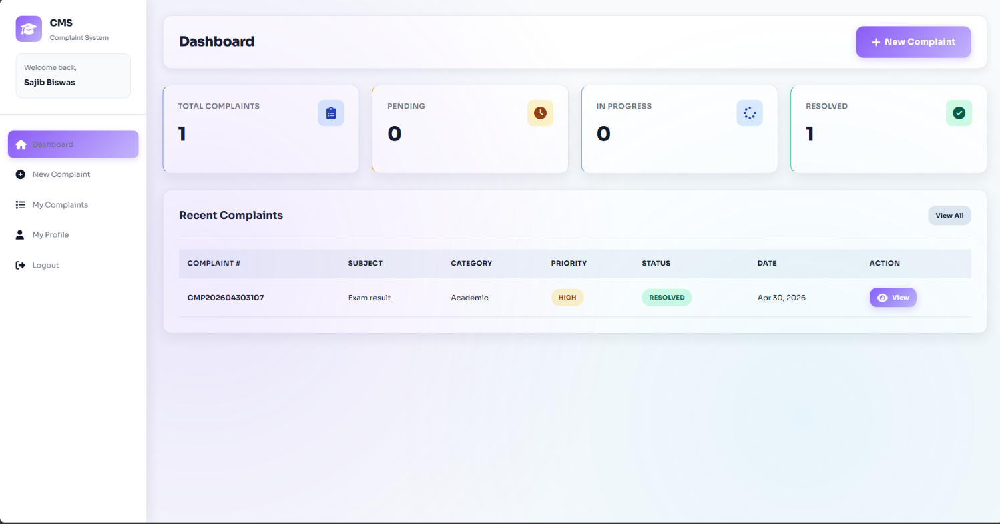 CMS
Complaint System
Welcome back,
Sajib Biswas
Dashboard
New Complaint
My Complaints
My Profile
Logout
Dashboard
New Complaint
TOTAL COMPLAINTS
1
PENDING
0
IN PROGRESS
0
RESOLVED
1
Recent Complaints
View All
COMPLAINT # SUBJECT CATEGORY PRIORITY STATUS DATE ACTION
CMP202604303107 Exam result Academic HIGH RESOLVED Apr 30, 2026 View